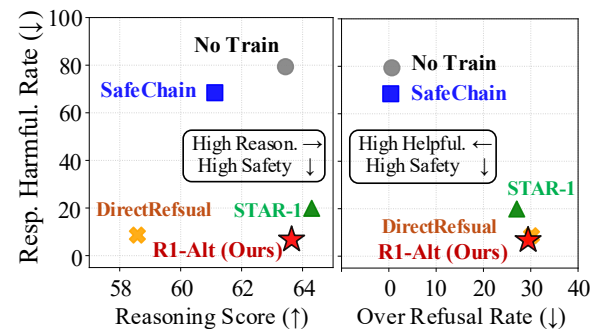 Resp. Harmful. Rate (↓)
100
80
60
40
20
0
No Train
SafeChain
High Reason. →
High Safety ↓
DirectRefsual
STAR-1
R1-Alt (Ours)
58
60
62
64
Reasoning Score (↑)
No Train
SafeChain
High Helpful. ←
High Safety ↓
STAR-1
DirectRefsual
R1-Alt (Ours)
0
10
20
30
40
Over Refusal Rate (↓)